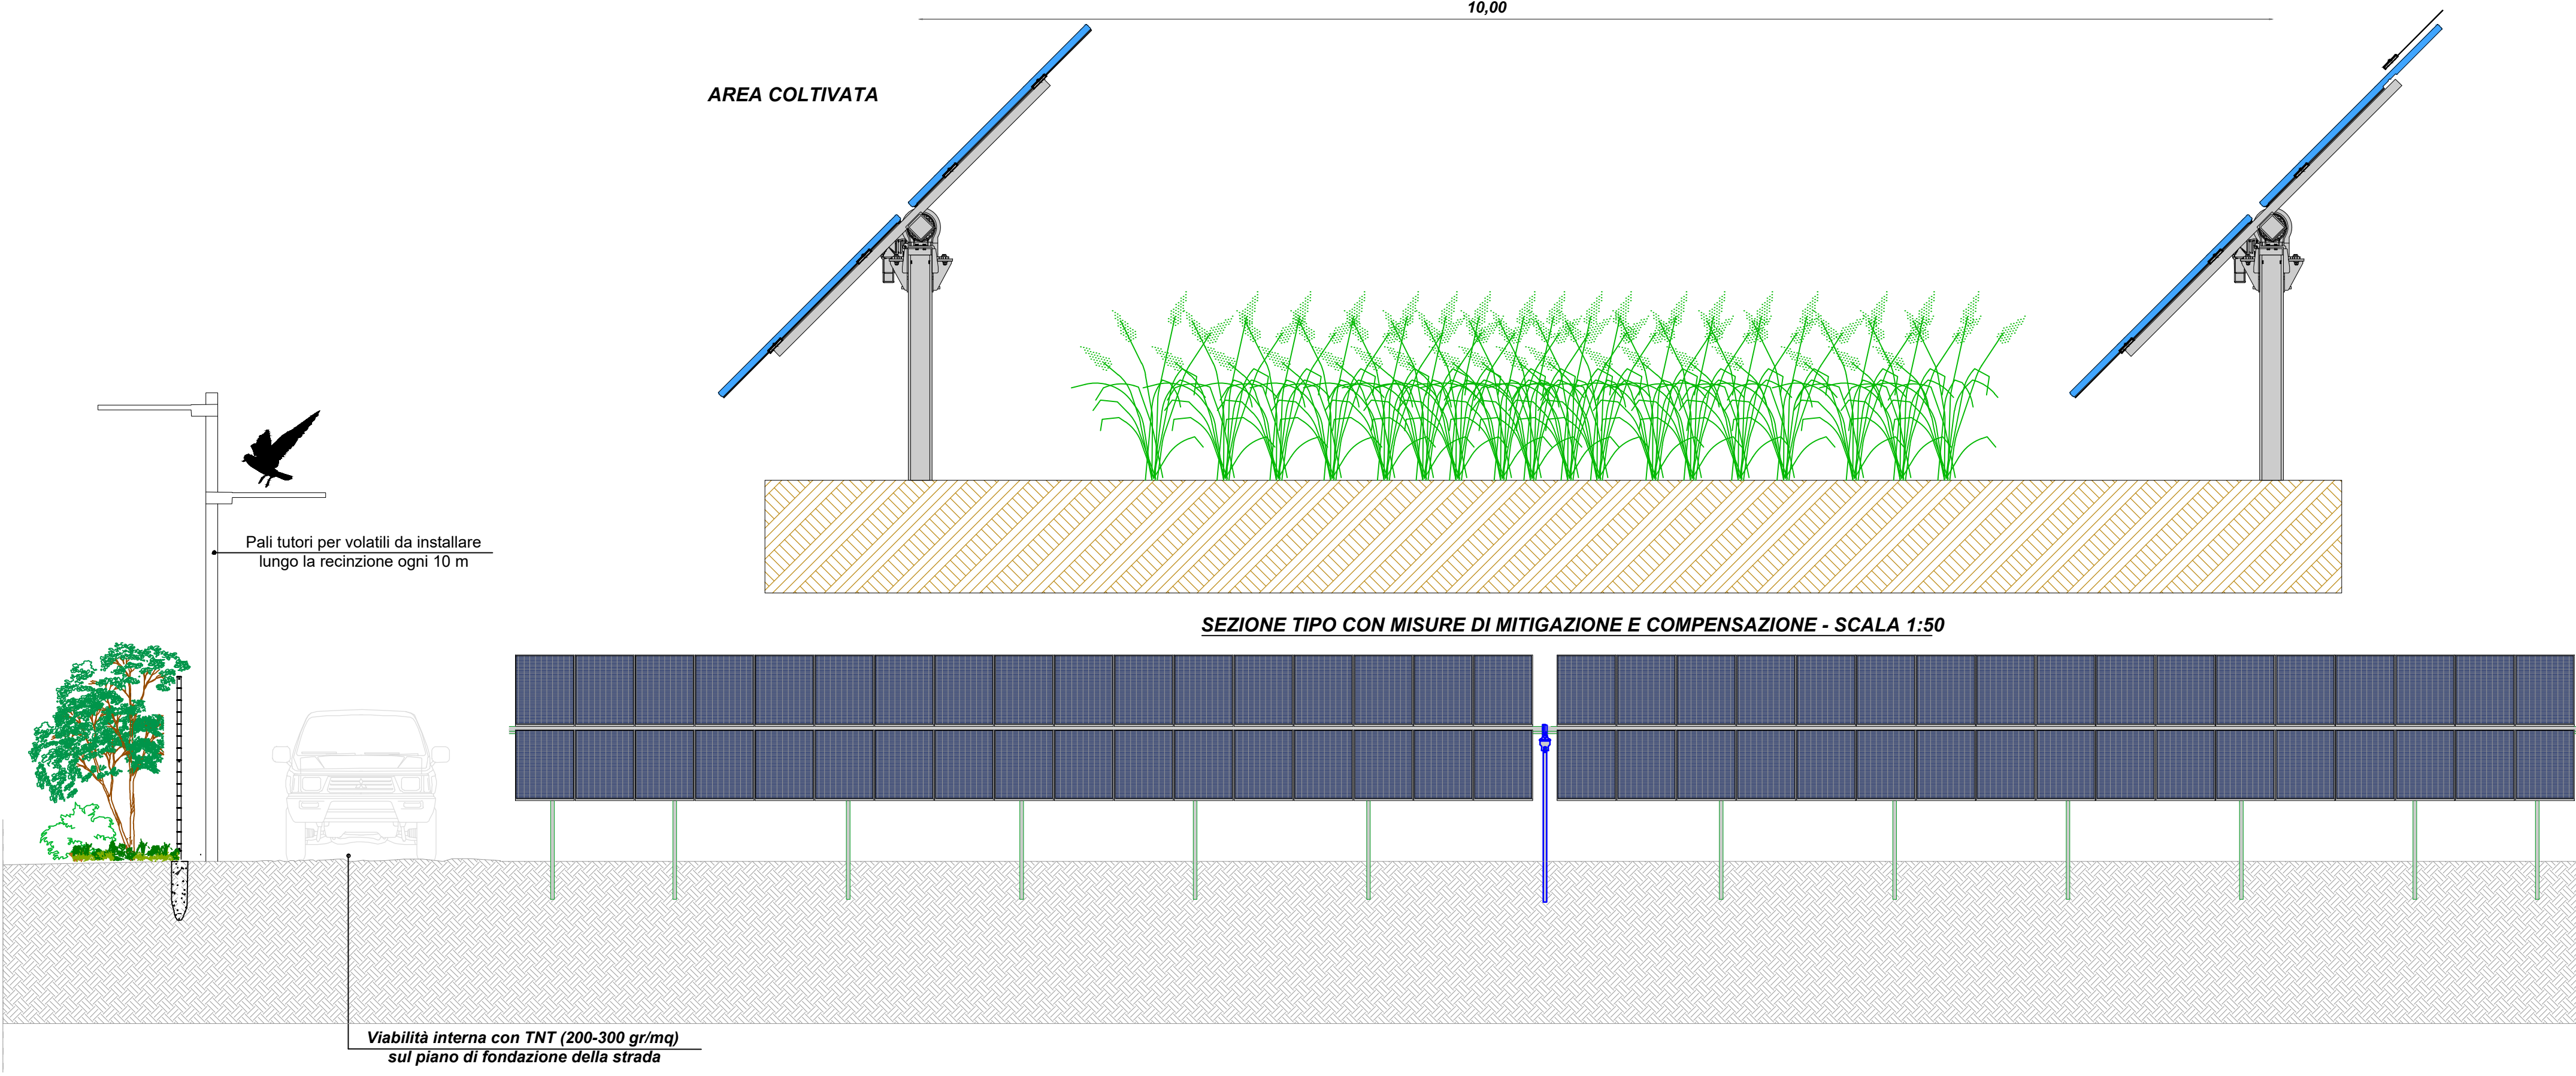 10,00
AREA COLTIVATA
Pali tutori per volatili da installare
lungo la recinzione ogni 10 m
SEZIONE TIPO CON MISURE DI MITIGAZIONE E COMPENSAZIONE - SCALA 1:50
Viabilità interna con TNT (200-300 gr/mq)
sul piano di fondazione della strada